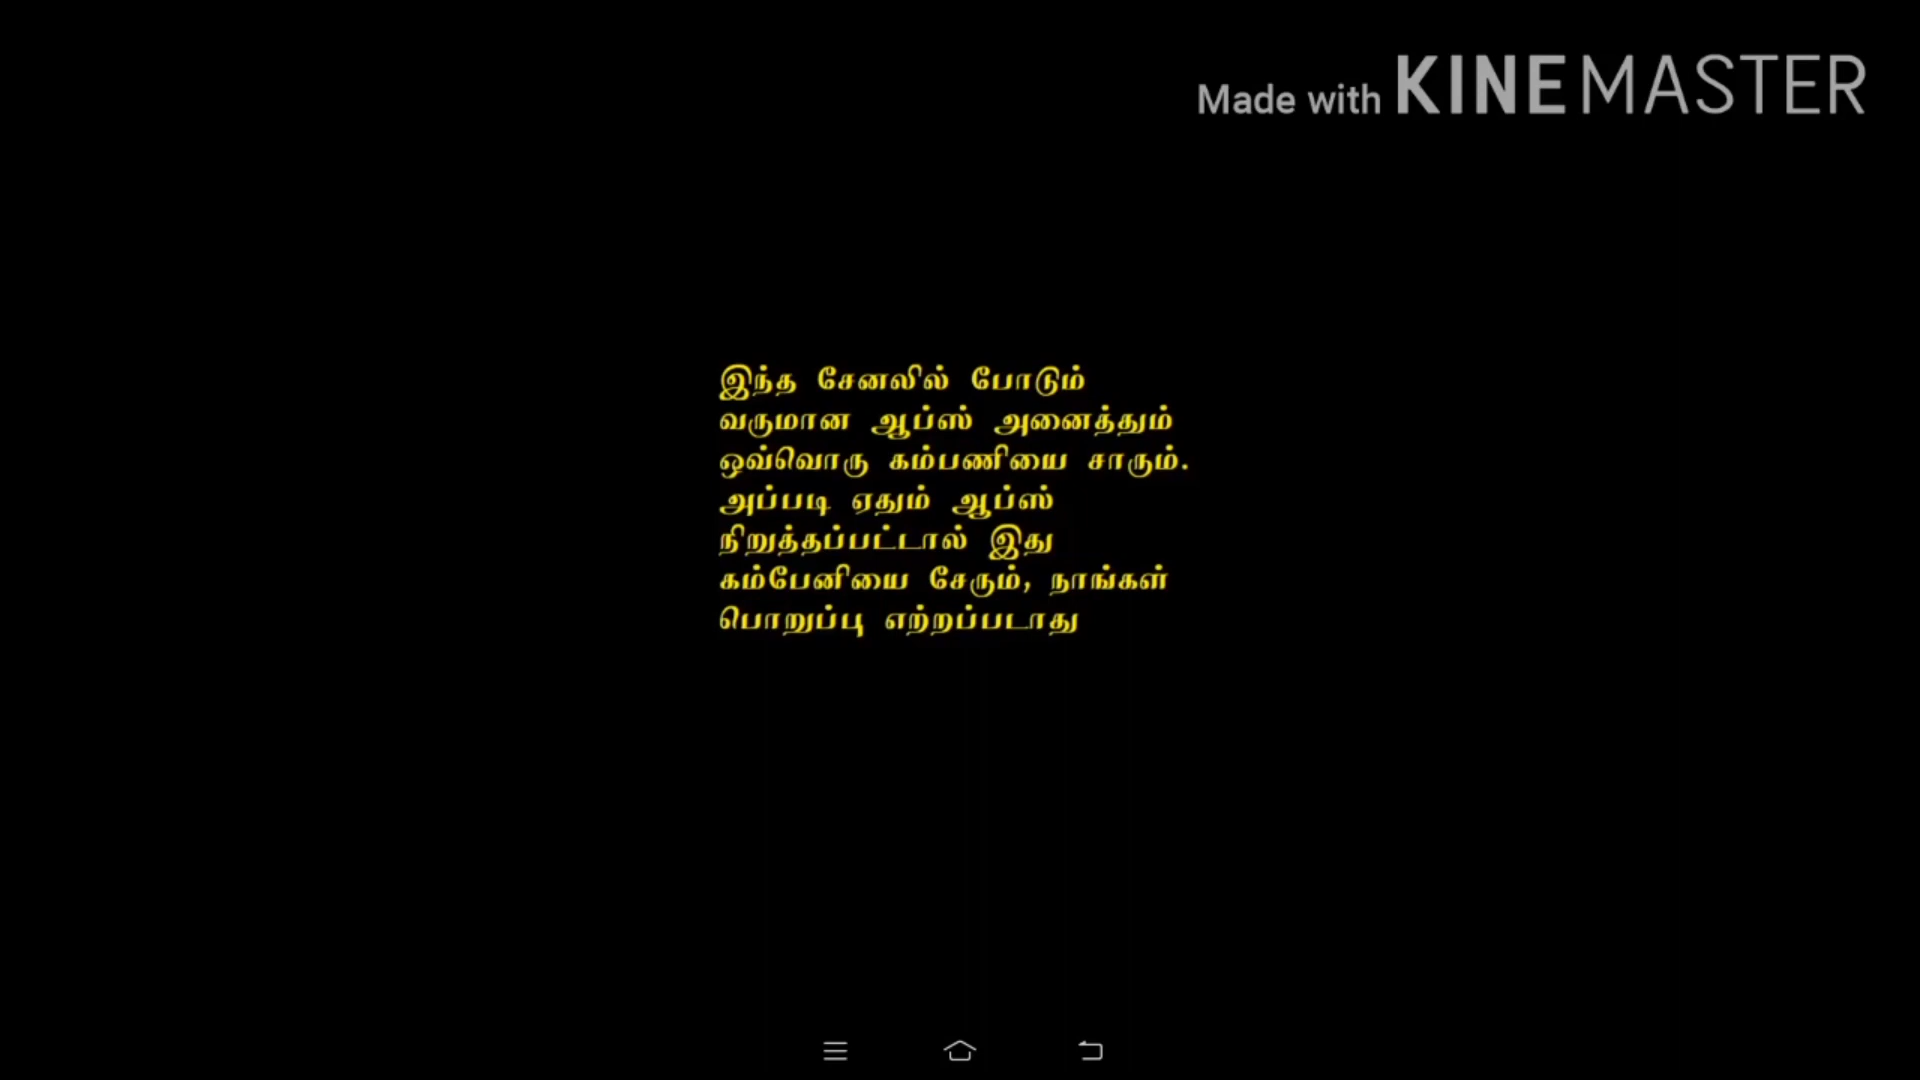 Made with KINEMASTER
இந்த சேனலில் போடும்
வருமான ஆப்ஸ் அனைத்தும்
ஒவ்வொரு கம்பணியை சாரும்.
அப்படி ஏதும் ஆப்ஸ்
நிறுத்தப்பட்டால் இது
கம்பேனியை சேரும், நாங்கள்
பொறுப்பு எற்றப்படாது